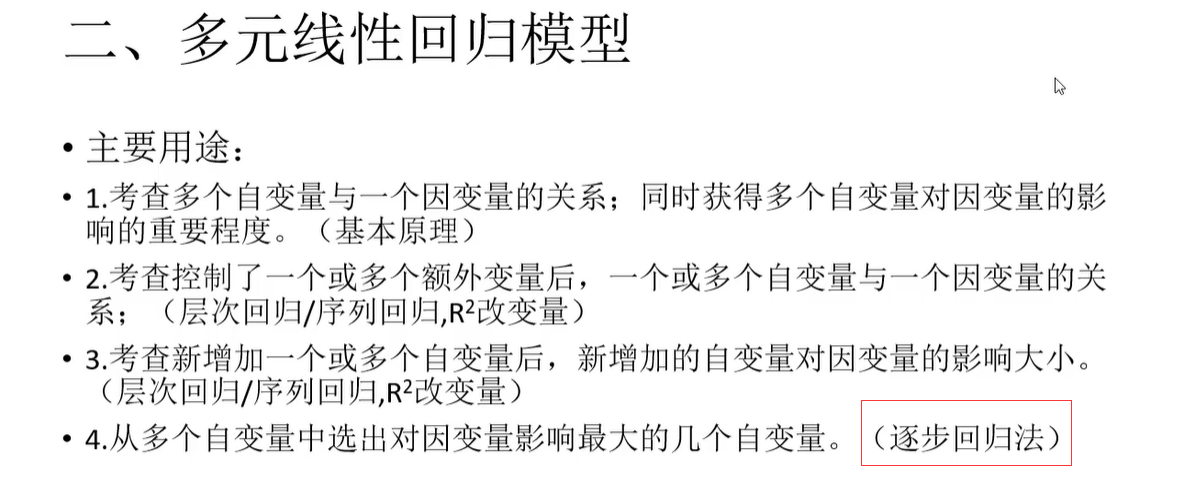 二、多元线性回归模型
• 主要用途：
• 1.考查多个自变量与一个因变量的关系；同时获得多个自变量对因变量的影
响的重要程度。（基本原理）
• 2.考查控制了一个或多个额外变量后，一个或多个自变量与一个因变量的关
系；（层次回归/序列回归,R²改变量）
• 3.考查新增加一个或多个自变量后，新增加的自变量对因变量的影响大小。
（层次回归/序列回归,R²改变量）
• 4.从多个自变量中选出对因变量影响最大的几个自变量。（逐步回归法）